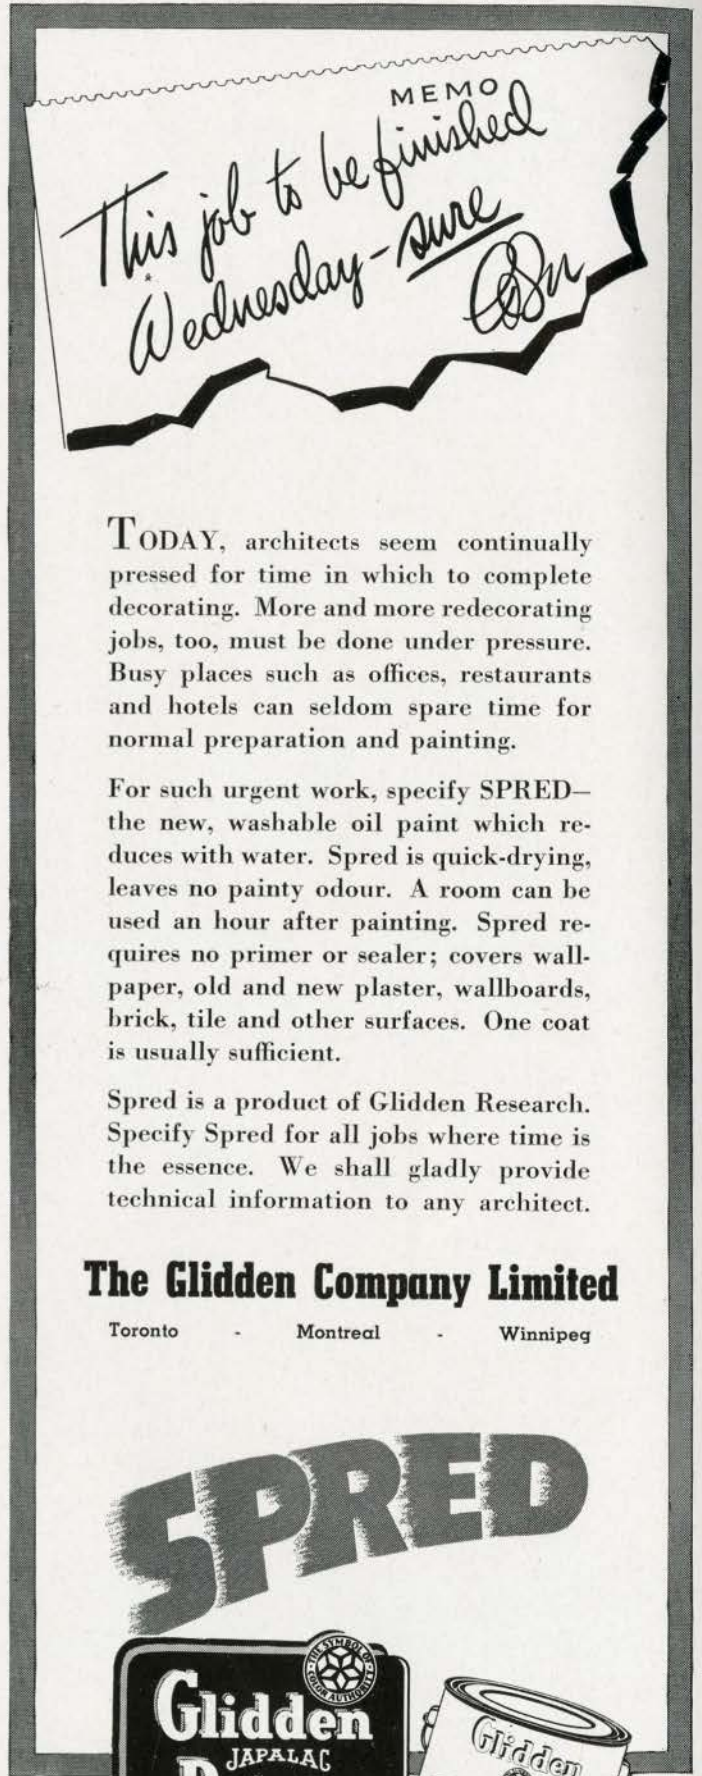 MEMO
This job to be finished
Wednesday - sure
TODAY, architects seem continually
pressed for time in which to complete
decorating. More and more redecorating
jobs, too, must be done under pressure.
Busy places such as offices, restaurants
and hotels can seldom spare time for
normal preparation and painting.
For such urgent work, specify SPRED—
the new, washable oil paint which re-
duces with water. Spred is quick-drying,
leaves no painty odour. A room can be
used an hour after painting. Spred re-
quires no primer or sealer; covers wall-
paper, old and new plaster, wallboards,
brick, tile and other surfaces. One coat
is usually sufficient.
Spred is a product of Glidden Research.
Specify Spred for all jobs where time is
the essence. We shall gladly provide
technical information to any architect.
The Glidden Company Limited
Toronto - Montreal - Winnipeg
SPRED
THE SYMBOL OF
COLOR AUTHORITY
Glidden
JAPALAC
Glidden